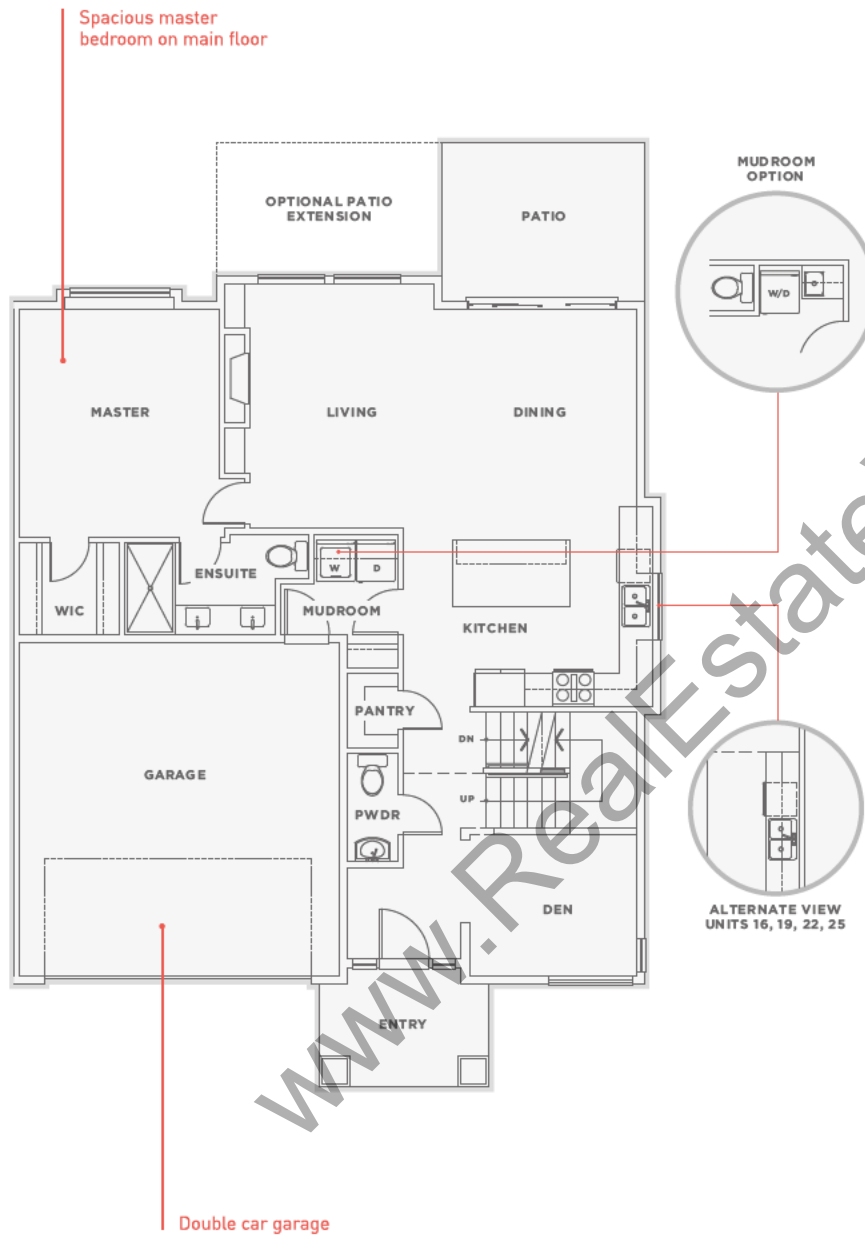 Spacious master
bedroom on main floor
MUDROOM
OPTION
OPTIONAL PATIO
EXTENSION
PATIO
W/D
MASTER
LIVING
DINING
ENSUITE
W
D
WIC
MUDROOM
KITCHEN
PANTRY
DN
GARAGE
UP
PWDR
DEN
ALTERNATE VIEW
UNITS 16, 19, 22, 25
ENTRY
Double car garage
www.RealEstate